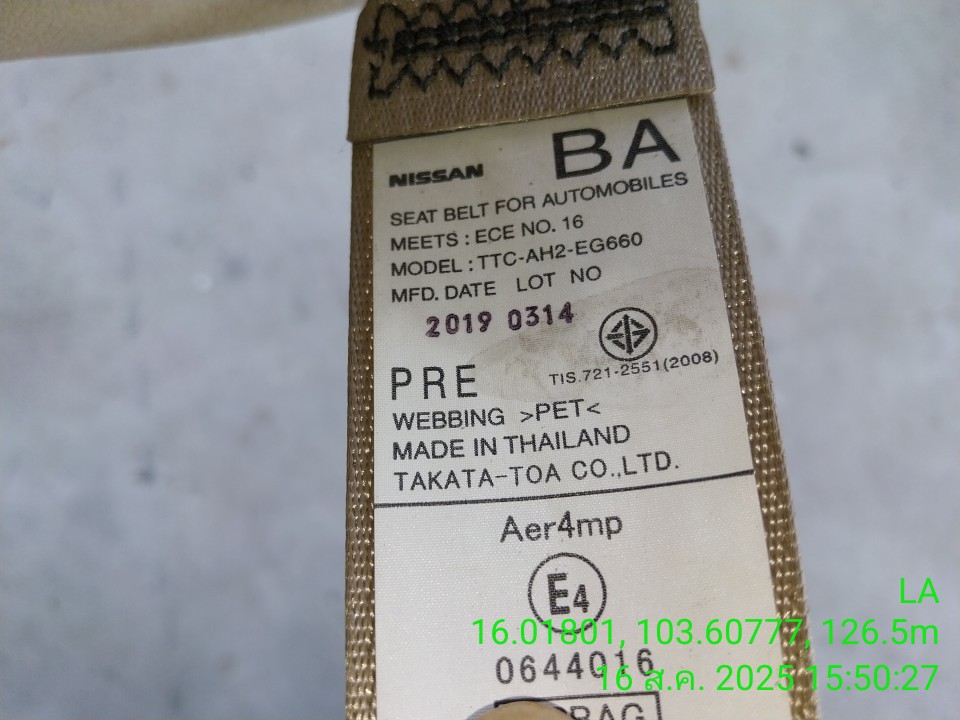 BA
NISSAN
SEAT BELT FOR AUTOMOBILES
MEETS : ECE NO. 16
MODEL : TTC-AH2-EG660
MFD. DATE LOT NO
2019 0314
TIS.721-2551(2008)
PRE
WEBBING >PET<
MADE IN THAILAND
TAKATA-TOA CO.,LTD.
Aer4mp
E4
0644016
LA
16.01801, 103.60777, 126.5m
16 ส.ค. 2025 15:50:27